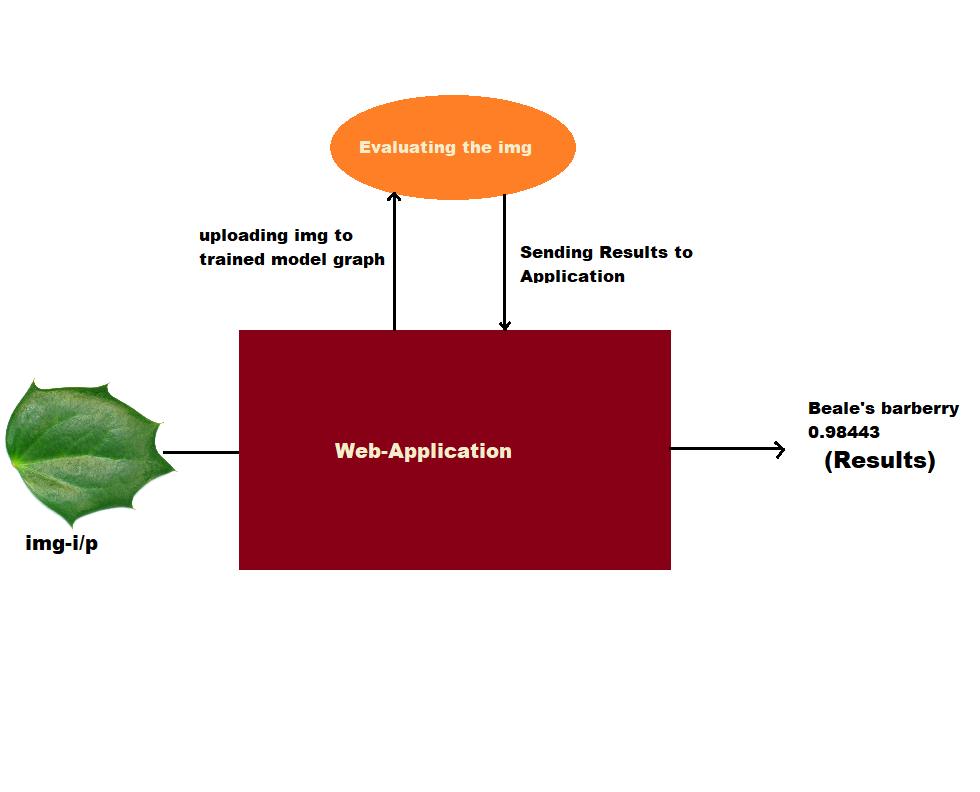 Evaluating the img
uploading img to
trained model graph
Sending Results to
Application
Web-Application
Beale's barberry
0.98443
(Results)
img-i/p